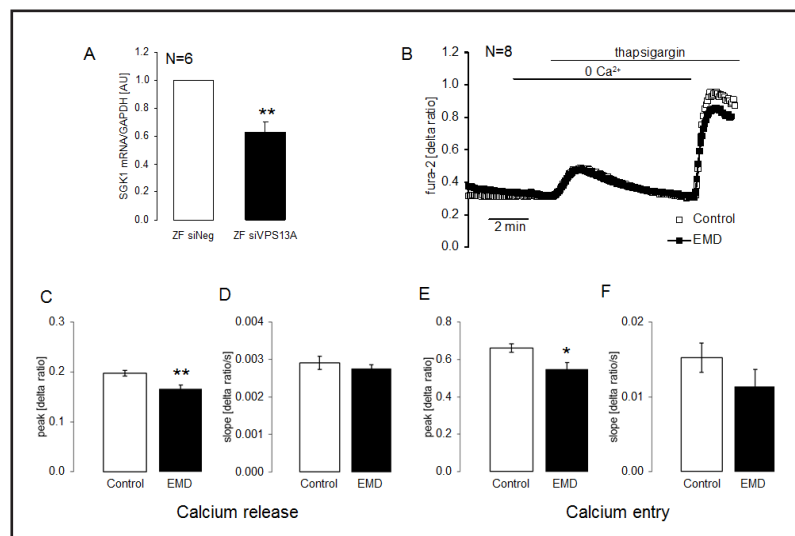 A
N=6
SGK1 mRNA/GAPDH [AU]
1.2
1.0
0.8
0.6
0.4
0.2
0.0
**
ZF siNeg
ZF siVPS13A
B
N=8
thapsigargin
0 Ca²⁺
fura-2 [delta ratio]
1.2
1.0
0.8
0.6
0.4
0.2
0.0
2 min
Control
EMD
C
peak [delta ratio]
0.3
0.2
0.1
0.0
**
Control
EMD
D
slope [delta ratio/s]
0.004
0.003
0.002
0.001
0.000
Control
EMD
Calcium release
E
peak [delta ratio]
0.8
0.6
0.4
0.2
0.0
*
Control
EMD
F
slope [delta ratio/s]
0.02
0.01
0.00
Control
EMD
Calcium entry